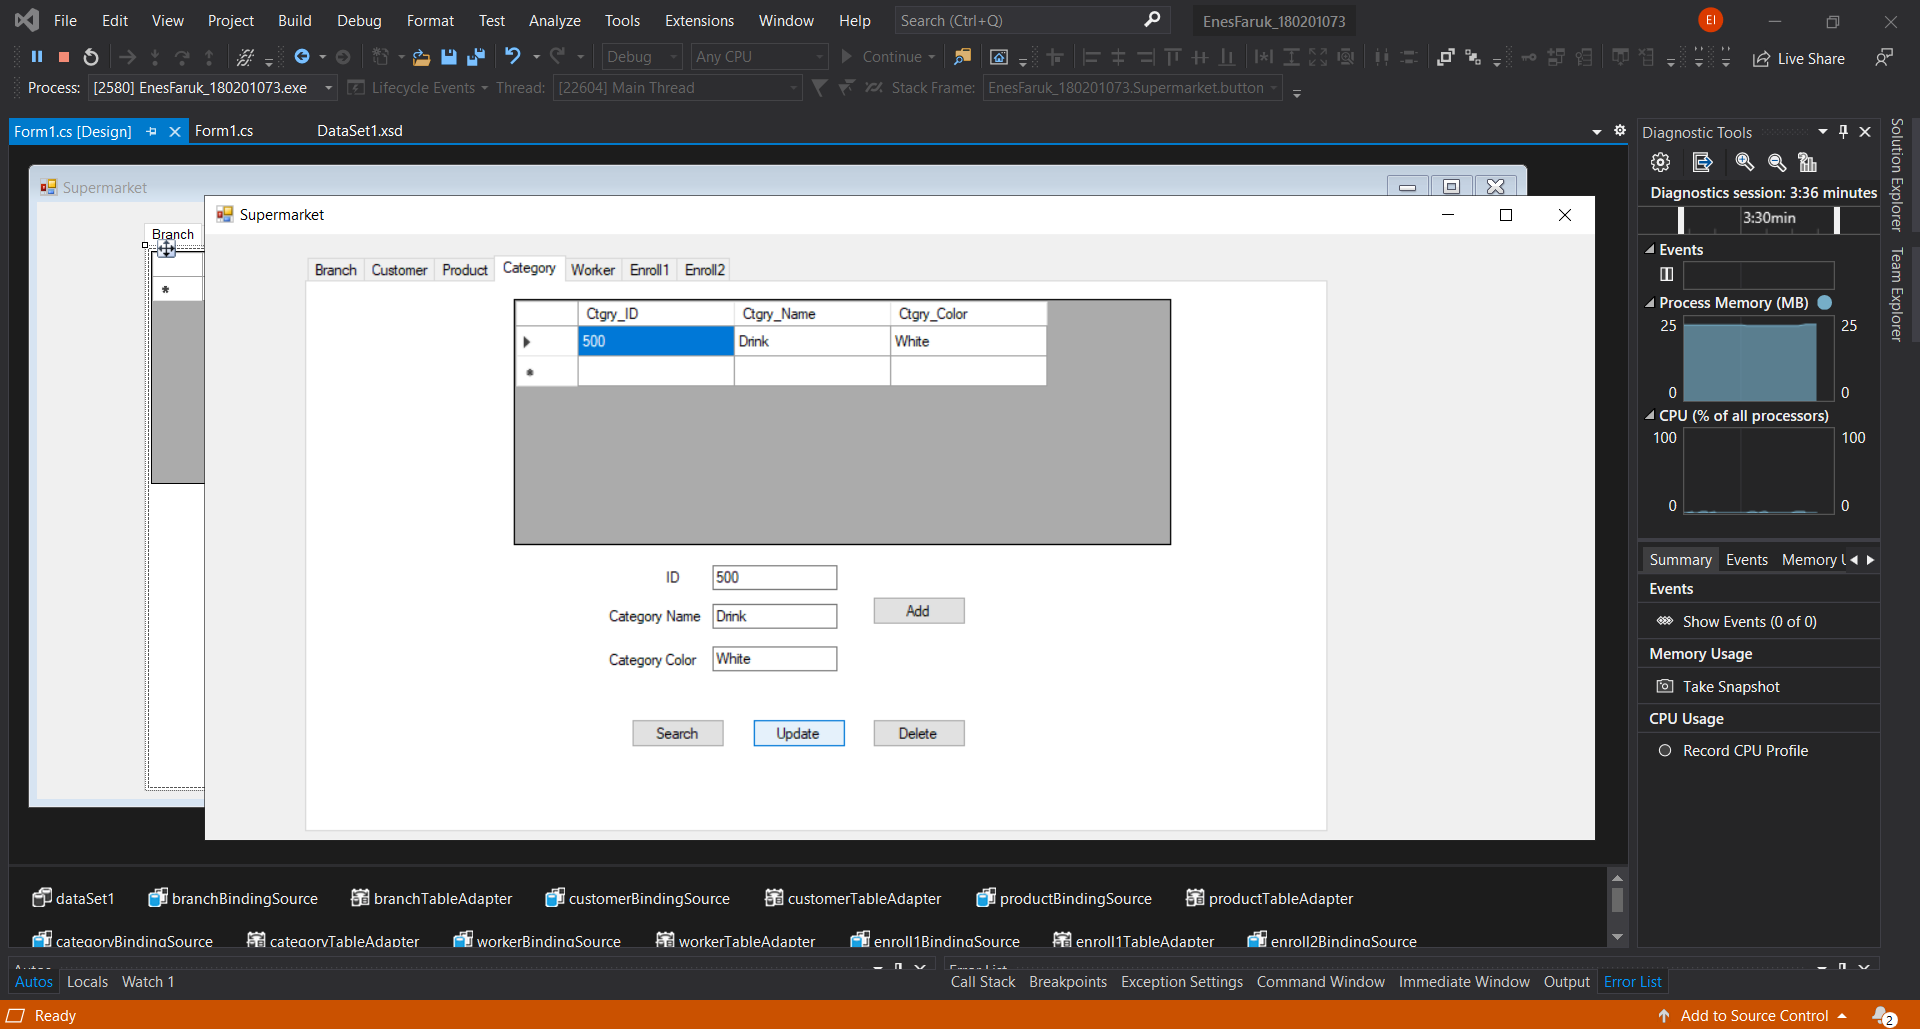 File Edit View Project Build Debug Format Test Analyze Tools Extensions Window Help Search (Ctrl+Q) EnesFaruk_180201073 EI
Debug Any CPU Continue Live Share
Process: [2580] EnesFaruk_180201073.exe Lifecycle Events Thread: [22604] Main Thread Stack Frame: EnesFaruk_180201073.Supermarket.button
Form1.cs [Design] Form1.cs DataSet1.xsd
Supermarket
Branch
*
Supermarket
Branch Customer Product Category Worker Enroll1 Enroll2
Ctgry_ID Ctgry_Name Ctgry_Color
500 Drink White
*
ID 500
Add
Category Name Drink
Category Color White
Search Update Delete
dataSet1 branchBindingSource branchTableAdapter customerBindingSource customerTableAdapter productBindingSource productTableAdapter
categoryBindingSource categoryTableAdapter workerBindingSource workerTableAdapter enroll1BindingSource enroll1TableAdapter enroll2BindingSource
Diagnostic Tools
Diagnostics session: 3:36 minutes
3:30min
Events
Process Memory (MB)
25 25
0 0
CPU (% of all processors)
100 100
0 0
Summary Events Memory U
Events
Show Events (0 of 0)
Memory Usage
Take Snapshot
CPU Usage
Record CPU Profile
Solution Explorer
Team Explorer
Autos Error List
Autos Locals Watch 1 Call Stack Breakpoints Exception Settings Command Window Immediate Window Output Error List
Ready Add to Source Control 2